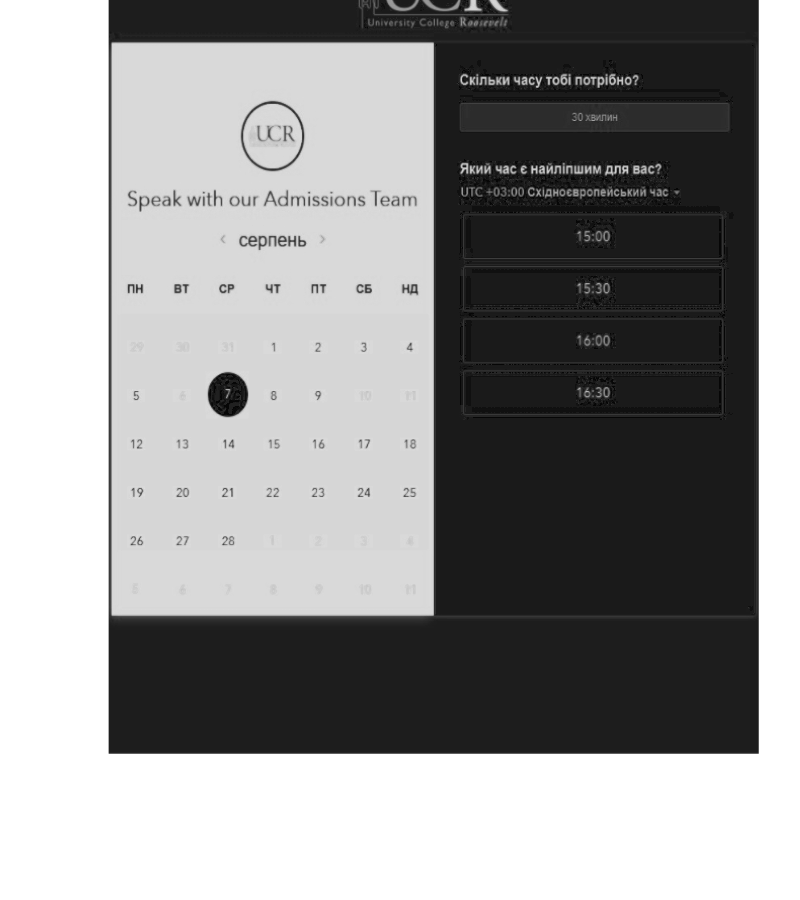 UCR
University College Roosevelt
UCR
Speak with our Admissions Team
‹ серпень ›
ПН ВТ СР ЧТ ПТ СБ НД
29 30 31 1 2 3 4
5 6 7 8 9 10 11
12 13 14 15 16 17 18
19 20 21 22 23 24 25
26 27 28 1 2 3 4
5 6 7 8 9 10 11
Скільки часу тобі потрібно?
30 хвилин
Який час є найліпшим для вас?
UTC +03:00 Східноєвропейський час
15:00
15:30
16:00
16:30